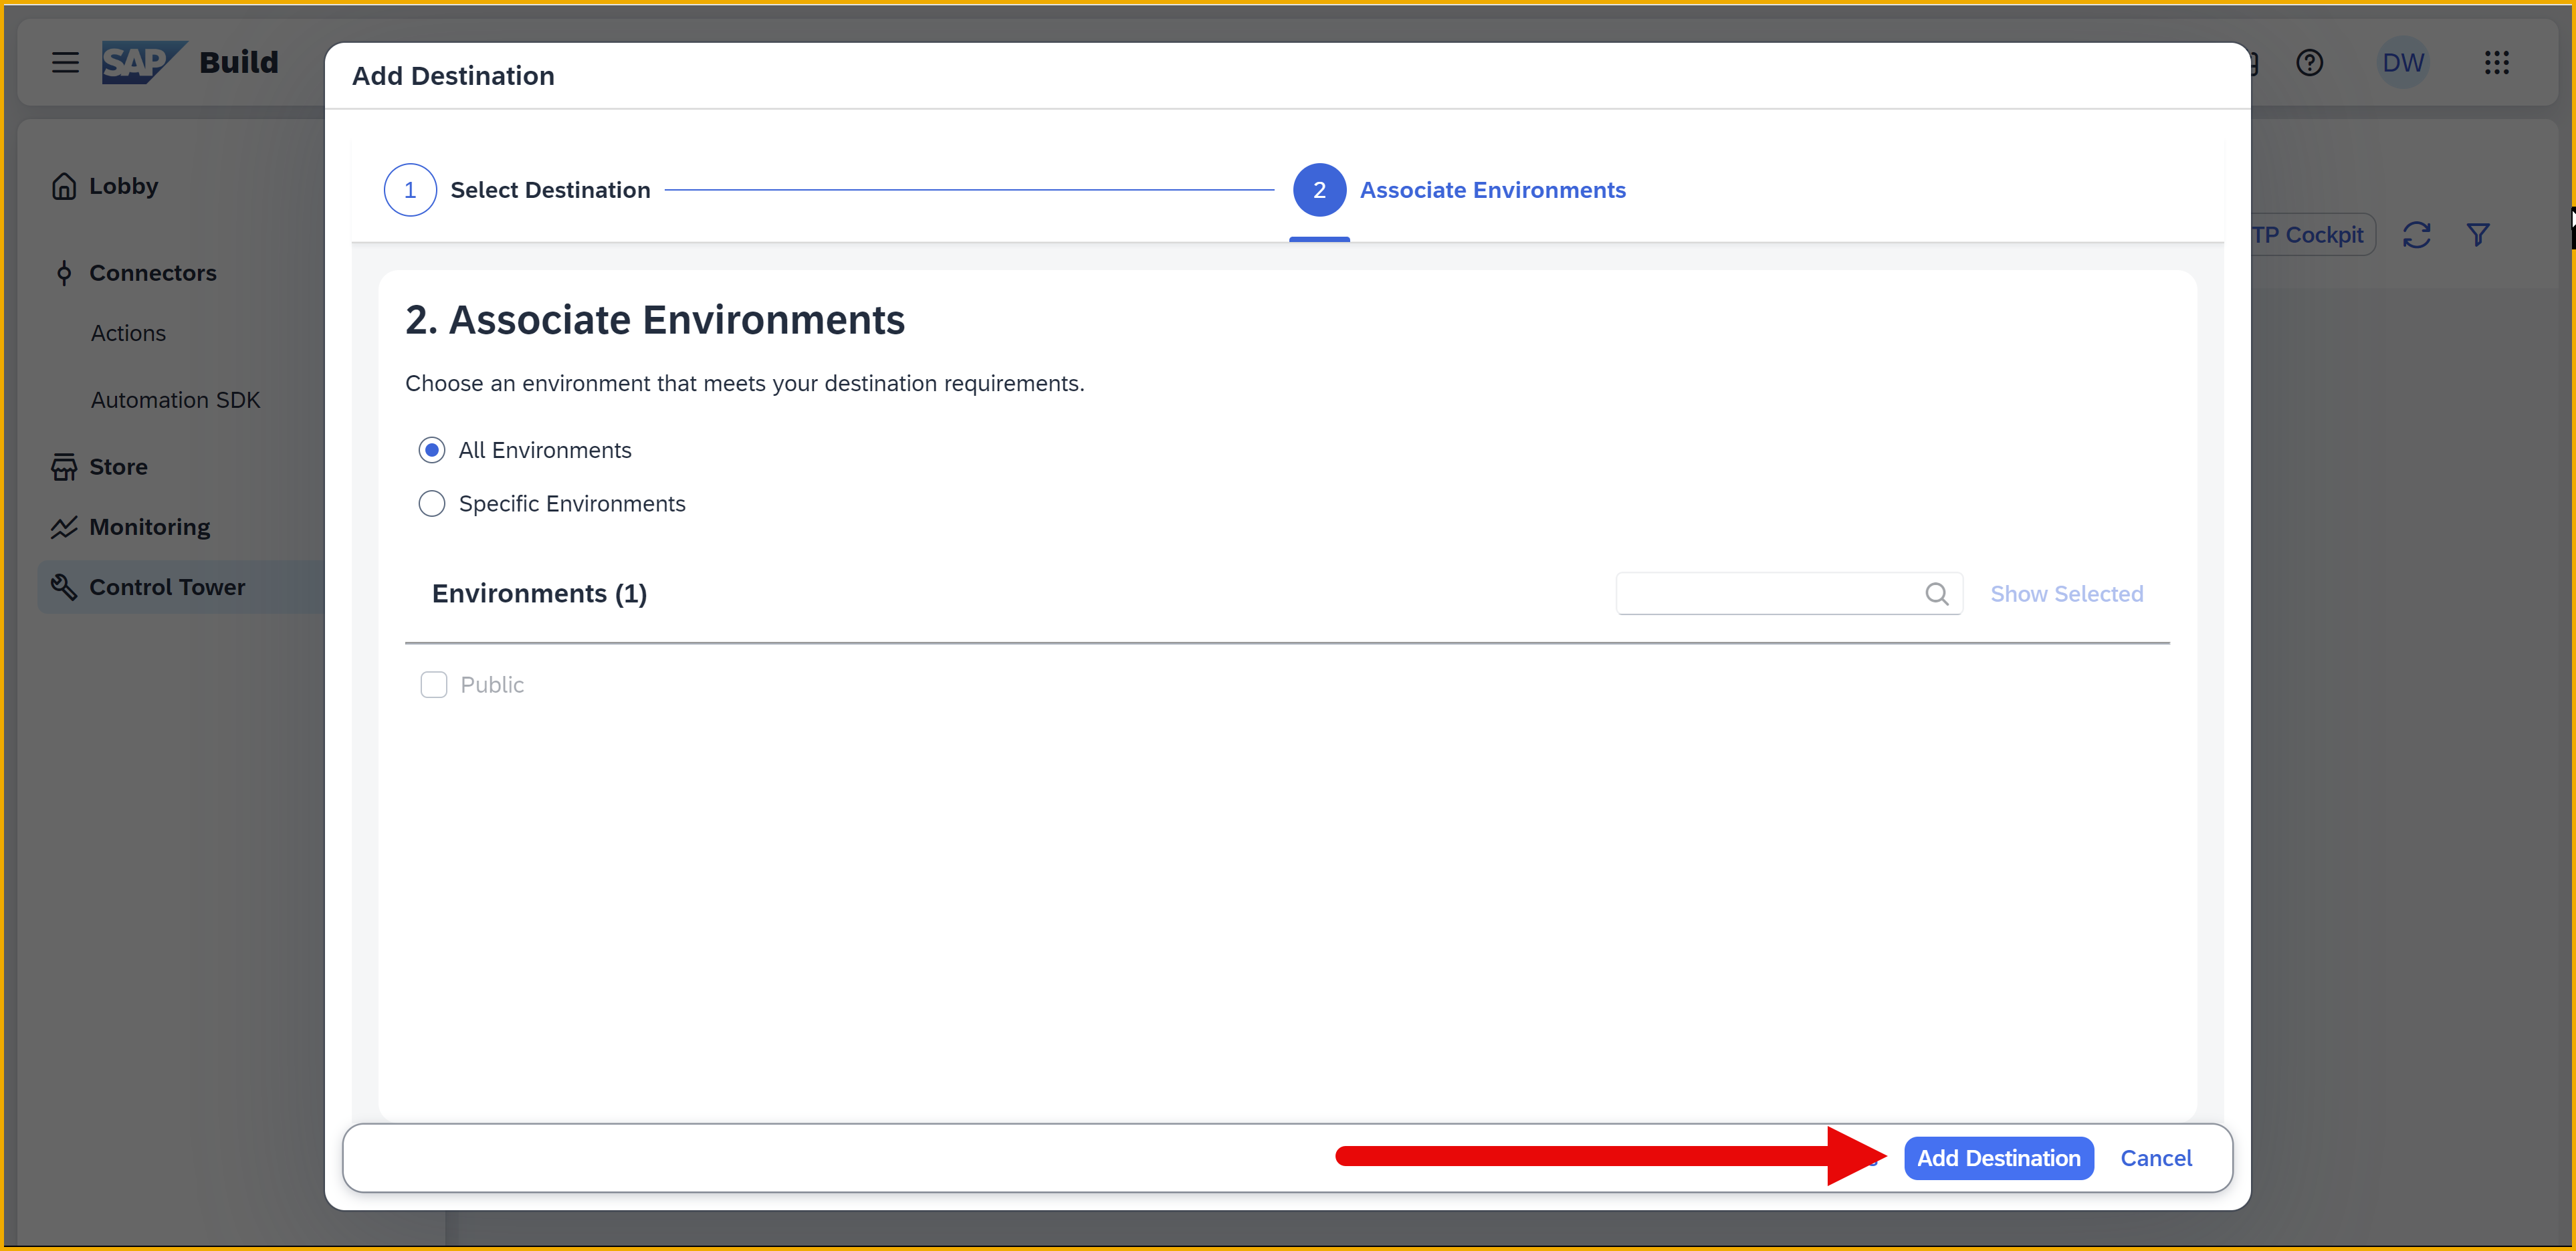 SAP Build
DW
Lobby
Connectors
Actions
Automation SDK
Store
Monitoring
Control Tower
TP Cockpit
Add Destination
1 Select Destination
2 Associate Environments
2. Associate Environments
Choose an environment that meets your destination requirements.
All Environments
Specific Environments
Environments (1)
Show Selected
Public
Add Destination
Cancel